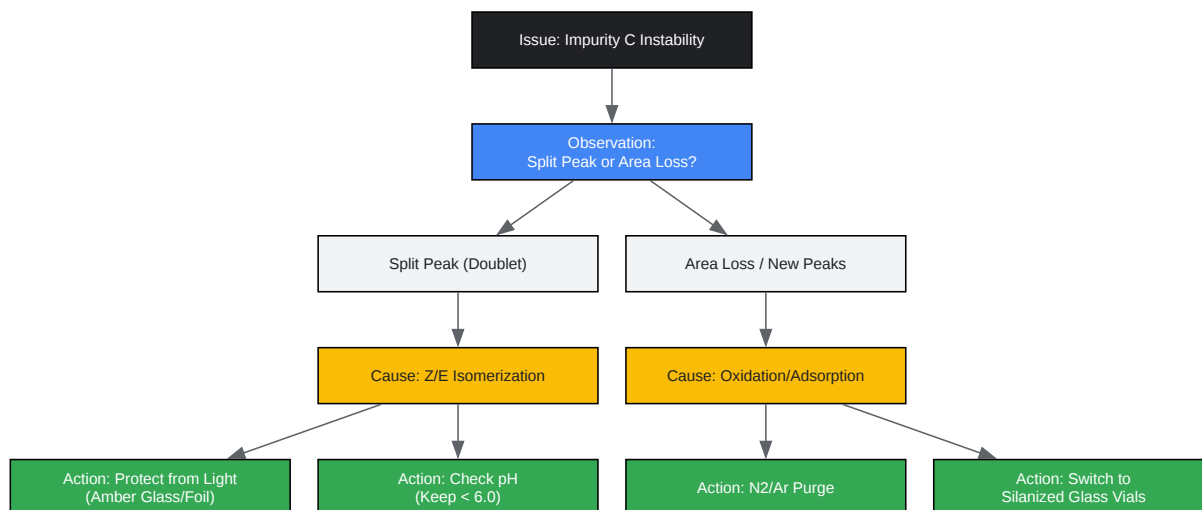 Issue: Impurity C Instability
Observation:
Split Peak or Area Loss?
Split Peak (Doublet)
Area Loss / New Peaks
Cause: Z/E Isomerization
Cause: Oxidation/Adsorption
Action: Protect from Light
(Amber Glass/Foil)
Action: Check pH
(Keep < 6.0)
Action: N2/Ar Purge
Action: Switch to
Silanized Glass Vials